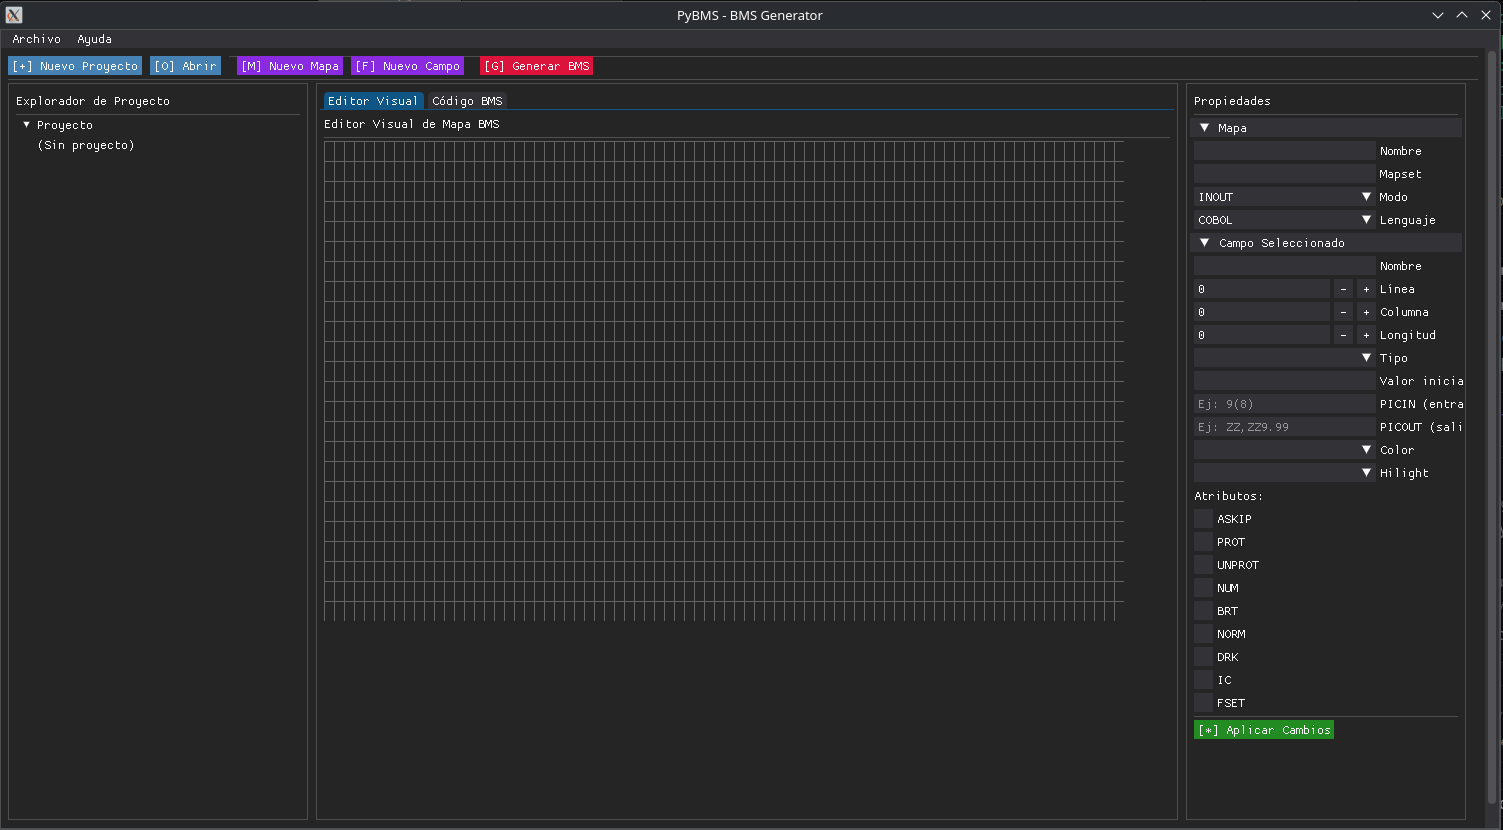 PyBMS - BMS Generator
Archivo Ayuda
[+] Nuevo Proyecto [O] Abrir [M] Nuevo Mapa [F] Nuevo Campo [G] Generar BMS
Explorador de Proyecto
Proyecto
(Sin proyecto)
Editor Visual Código BMS
Editor Visual de Mapa BMS
Propiedades
Mapa
Nombre
Mapset
INOUT Modo
COBOL Lenguaje
Campo Seleccionado
Nombre
0 - + Línea
0 - + Columna
0 - + Longitud
Tipo
Valor inicia
Ej: 9(8) PICIN (entra
Ej: ZZ,ZZ9.99 PICOUT (sali
Color
Hilight
Atributos:
ASKIP
PROT
UNPROT
NUM
BRT
NORM
DRK
IC
FSET
[*] Aplicar Cambios